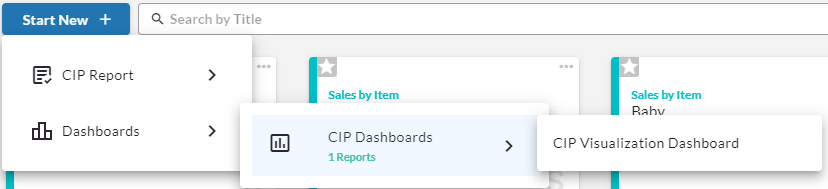 Start New +
Search by Title
CIP Report
Sales by Item
Sales by Item
Baby
Dashboards
CIP Dashboards
1 Reports
CIP Visualization Dashboard